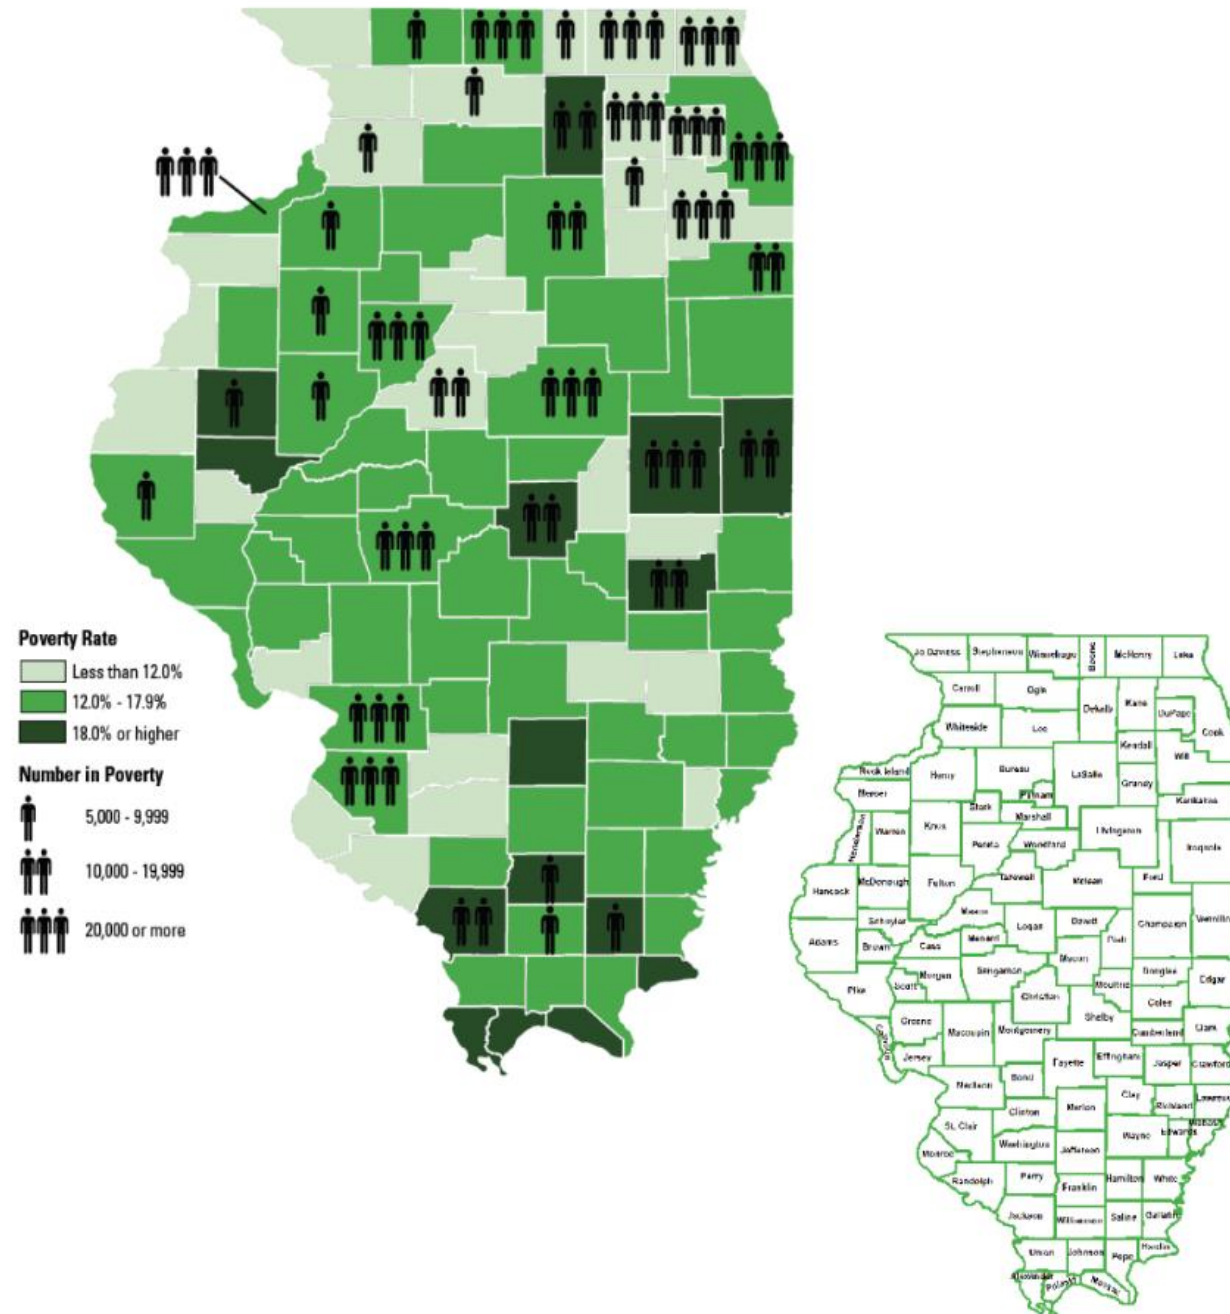 Poverty Rate
Less than 12.0%
12.0% - 17.9%
18.0% or higher
Number in Poverty
5,000 - 9,999
10,000 - 19,999
20,000 or more
Jo Daviess Stephenson Winnebago Boone McHenry Lake
Carroll Ogle Dekalb Kane DuPage Cook
Whiteside Lee Kendall Will
Rock Island Henry Bureau LaSalle Grundy
Mercer Putnam Kankakee
Henderson Warren Knox Stark Marshall Livingston Iroquois
Peoria Woodford
Hancock McDonough Fulton Tazewell Mclean Ford
Schuyler Mason Logan Dewitt Champaign Vermilion
Adams Brown Cass Menard Macon Piatt
Pike Scott Morgan Sangamon Moultrie Douglas Edgar
Christian Coles
Calhoun Greene Macoupin Montgomery Shelby Cumberland Clark
Jersey Fayette Effingham Jasper Crawford
Madison Bond Clay Richland Lawrence
St. Clair Clinton Marion Wayne Edwards Wabash
Monroe Washington Jefferson
Randolph Perry Franklin Hamilton White
Jackson Williamson Saline Gallatin
Union Johnson Pope Hardin
Alexander Pulaski Massac